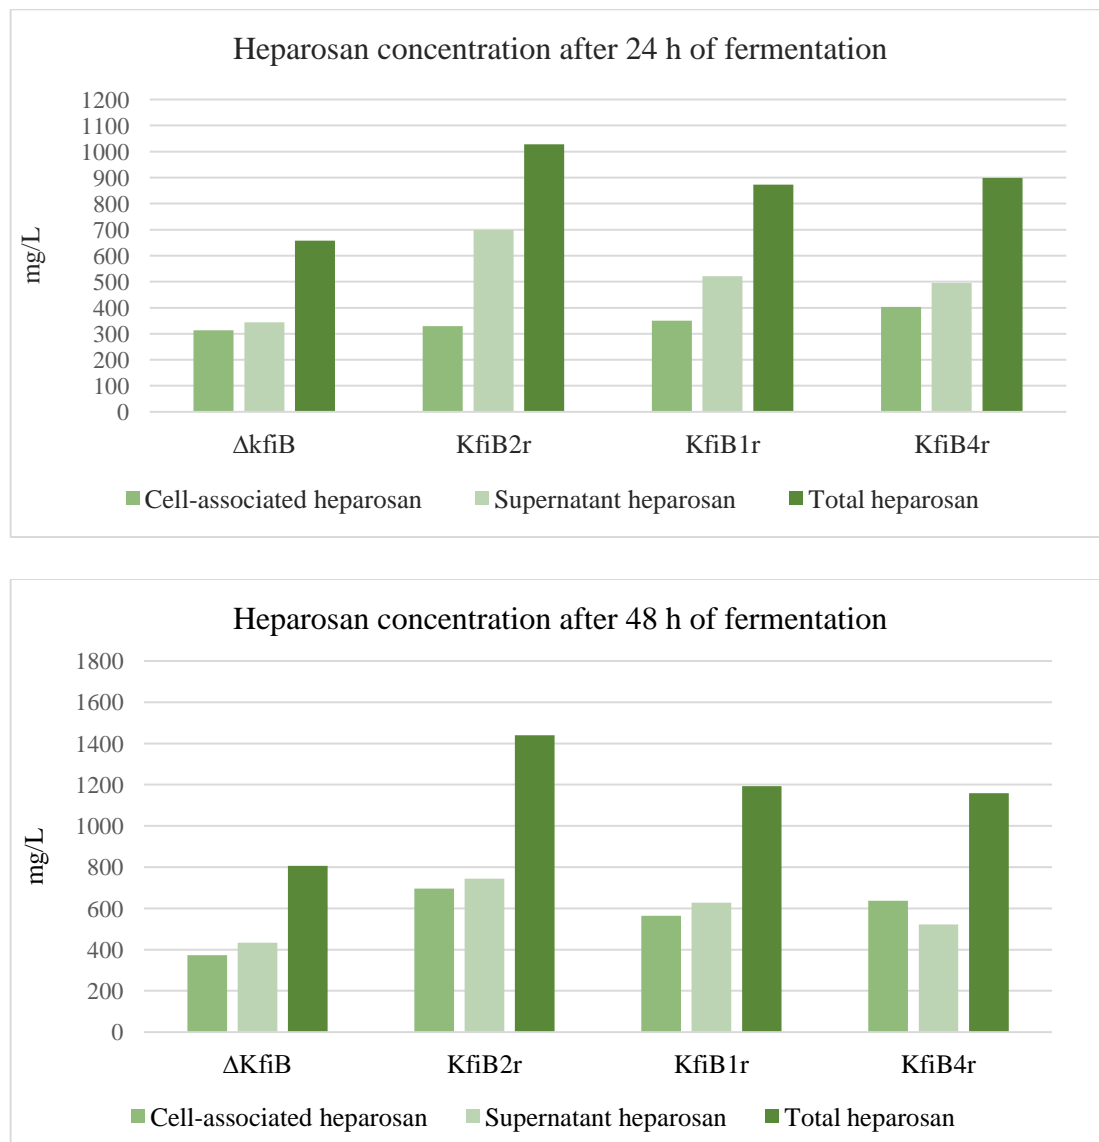 Heparosan concentration after 24 h of fermentation
1200
1100
1000
900
800
700
600
500
400
300
200
100
0
mg/L
ΔkfiB KfiB2r KfiB1r KfiB4r
Cell-associated heparosan Supernatant heparosan Total heparosan
Heparosan concentration after 48 h of fermentation
1800
1600
1400
1200
1000
800
600
400
200
0
mg/L
ΔKfiB KfiB2r KfiB1r KfiB4r
Cell-associated heparosan Supernatant heparosan Total heparosan